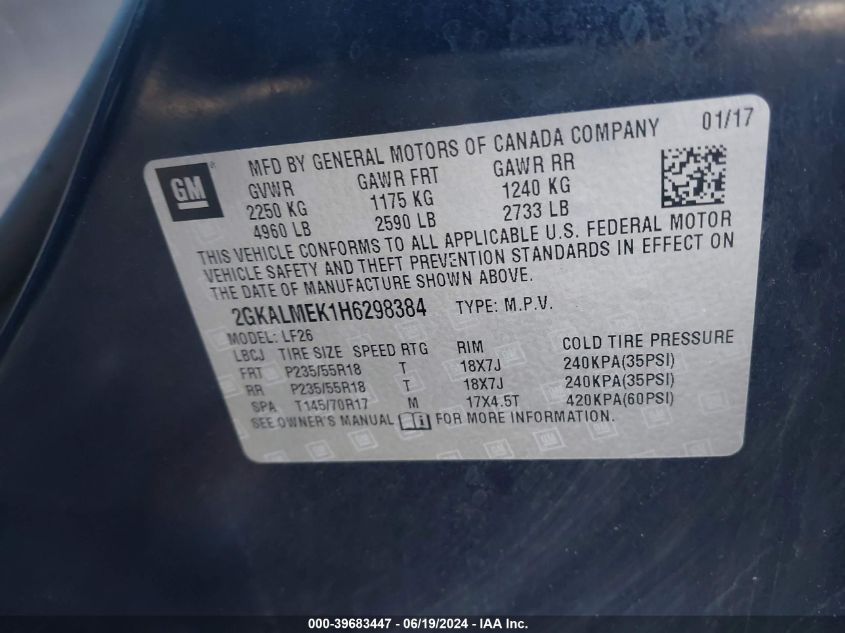 GM
MFD BY GENERAL MOTORS OF CANADA COMPANY 01/17
GVWR GAWR FRT GAWR RR
2250 KG 1175 KG 1240 KG
4960 LB 2590 LB 2733 LB
THIS VEHICLE CONFORMS TO ALL APPLICABLE U.S. FEDERAL MOTOR
VEHICLE SAFETY AND THEFT PREVENTION STANDARDS IN EFFECT ON
THE DATE OF MANUFACTURE SHOWN ABOVE.
2GKALMEK1H6298384 TYPE: M.P.V.
MODEL: LF26
LBCJ TIRE SIZE SPEED RTG RIM COLD TIRE PRESSURE
FRT P235/55R18 T 18X7J 240KPA(35PSI)
RR P235/55R18 T 18X7J 240KPA(35PSI)
SPA T145/70R17 M 17X4.5T 420KPA(60PSI)
SEE OWNER'S MANUAL FOR MORE INFORMATION.
000-39683447 - 06/19/2024 - IAA Inc.